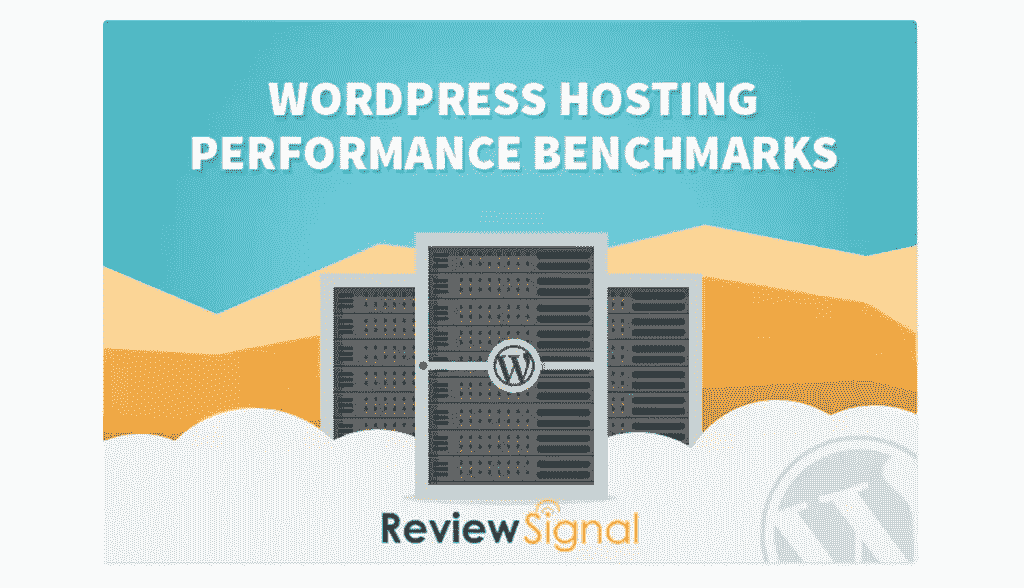 WORDPRESS HOSTING
PERFORMANCE BENCHMARKS
ReviewSignal